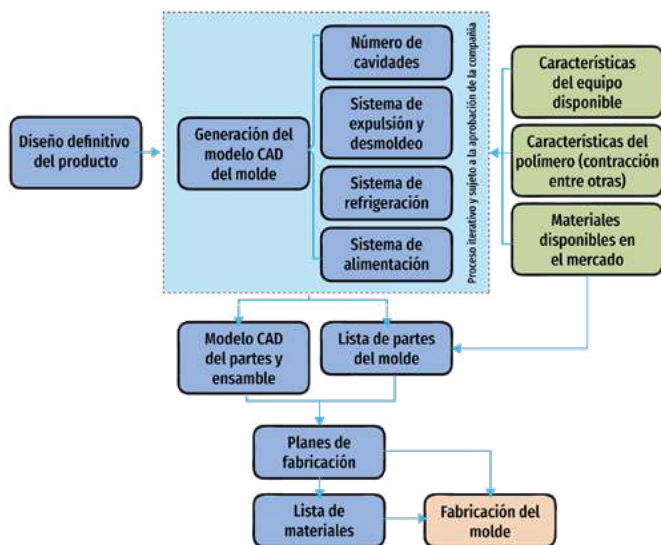 Diseño definitivo
del producto
Generación del
modelo CAD
del molde
Número de
cavidades
Sistema de
expulsión y
desmoldeo
Sistema de
refrigeración
Sistema de
alimentación
Proceso iterativo y sujeto a la aprobación de la compañía
Características
del equipo
disponible
Características del
polímero (contracción
entre otras)
Materiales
disponibles en
el mercado
Modelo CAD
del partes y
ensamble
Lista de partes
del molde
Planes de
fabricación
Lista de
materiales
Fabricación del
molde